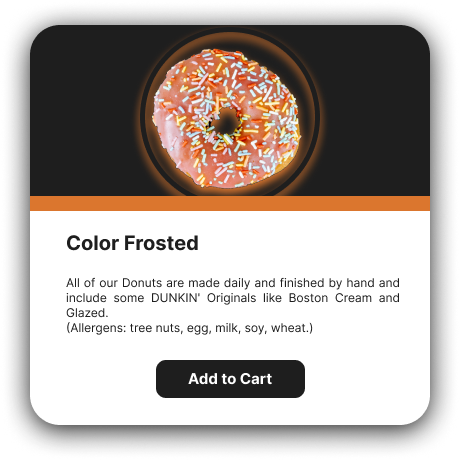 Color Frosted
All of our Donuts are made daily and finished by hand and
include some DUNKIN' Originals like Boston Cream and
Glazed.
(Allergens: tree nuts, egg, milk, soy, wheat.)
Add to Cart